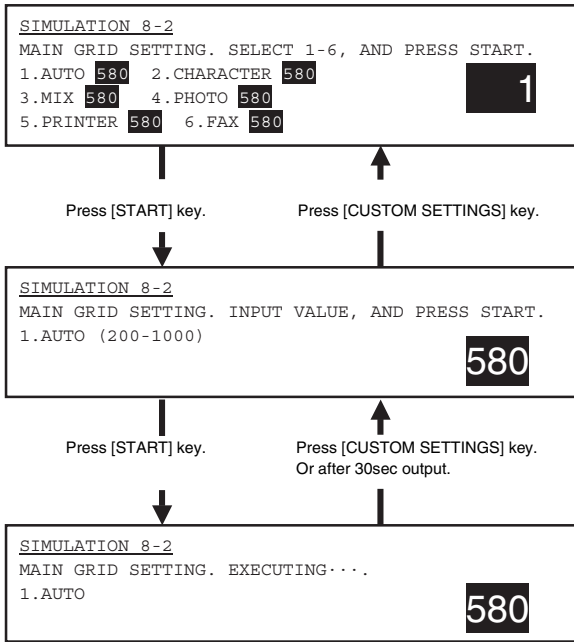 SIMULATION 8-2
MAIN GRID SETTING. SELECT 1-6, AND PRESS START.
1.AUTO 580 2.CHARACTER 580
3.MIX 580 4.PHOTO 580
5.PRINTER 580 6.FAX 580
1
Press [START] key.
Press [CUSTOM SETTINGS] key.
SIMULATION 8-2
MAIN GRID SETTING. INPUT VALUE, AND PRESS START.
1.AUTO (200-1000)
580
Press [START] key.
Press [CUSTOM SETTINGS] key.
Or after 30sec output.
SIMULATION 8-2
MAIN GRID SETTING. EXECUTING···.
1.AUTO
580